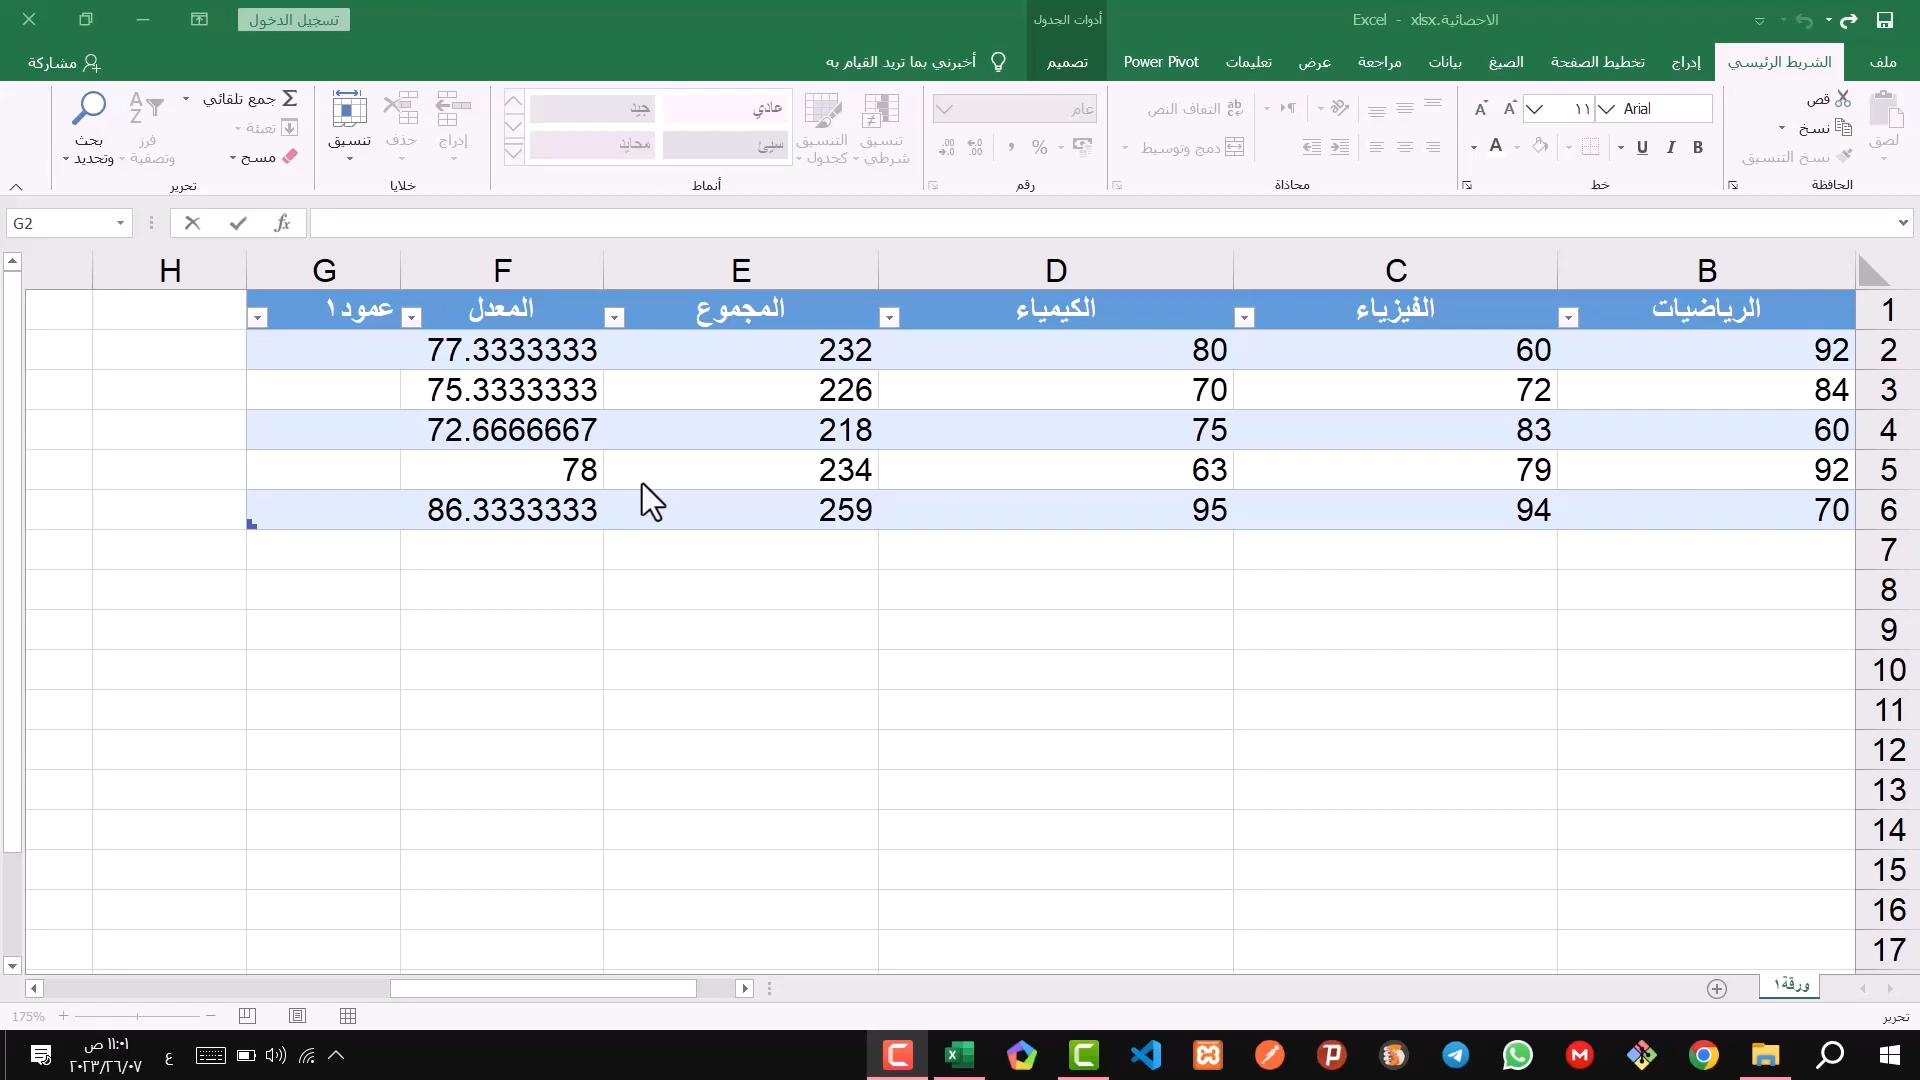 الاحصائية.xlsx - Excel
أدوات الجدول
تسجيل الدخول
ملف
الشريط الرئيسي
إدراج
تخطيط الصفحة
الصيغ
بيانات
مراجعة
عرض
تعليمات
Power Pivot
تصميم
أخبرني بما تريد القيام به
مشاركة
لصق
قص
نسخ
نسخ التنسيق
الحافظة
Arial
١١
B I U
خط
التفاف النص
دمج وتوسيط
محاذاة
عام
%
رقم
تنسيق شرطي
التنسيق كجدول
عادي
جيد
سيئ
محايد
أنماط
إدراج
حذف
تنسيق
خلايا
جمع تلقائي
تعبئة
مسح
فرز وتصفية
بحث وتحديد
تحرير
G2
fx
B C D E F G H
1 الرياضيات الفيزياء الكيمياء المجموع المعدل عمود١
2 92 60 80 232 77.3333333
3 84 72 70 226 75.3333333
4 60 83 75 218 72.6666667
5 92 79 63 234 78
6 70 94 95 259 86.3333333
7
8
9
10
11
12
13
14
15
16
17
ورقة١
تحرير
175%
ع
١١:٠١ ص
٢٠٢٣/٢٦/٠٧